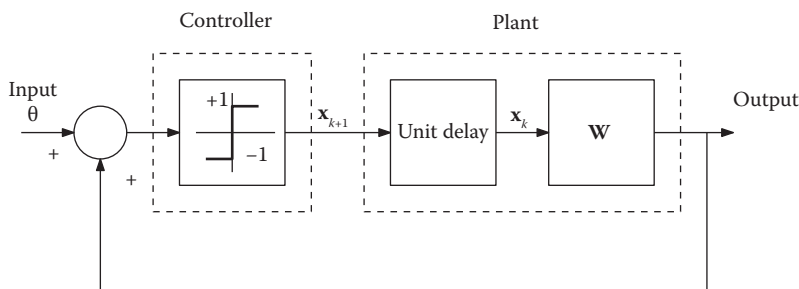 Controller
Plant
Input
θ
+
+
+1
−1
x_{k+1}
Unit delay
x_k
W
Output